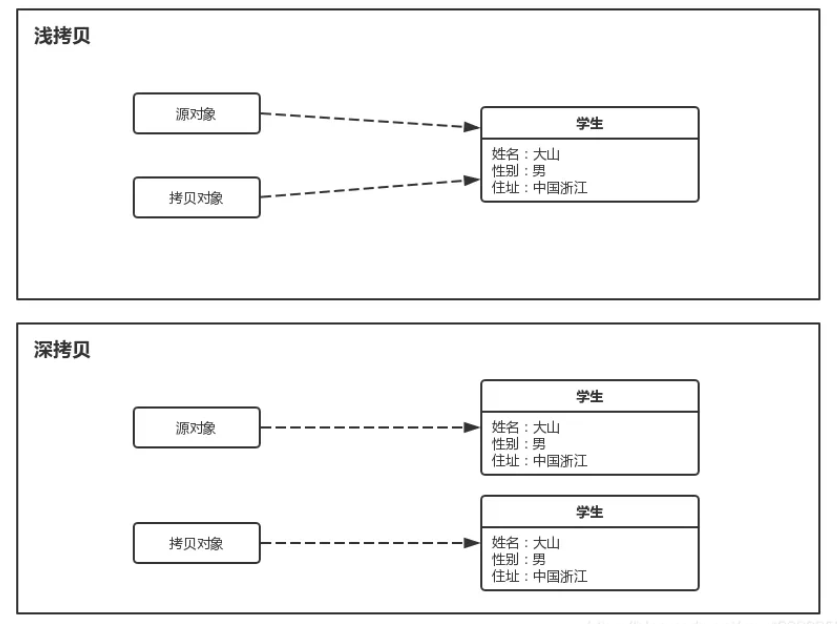 浅拷贝
源对象
学生
姓名：大山
性别：男
住址：中国浙江
拷贝对象
深拷贝
学生
源对象
姓名：大山
性别：男
住址：中国浙江
学生
拷贝对象
姓名：大山
性别：男
住址：中国浙江